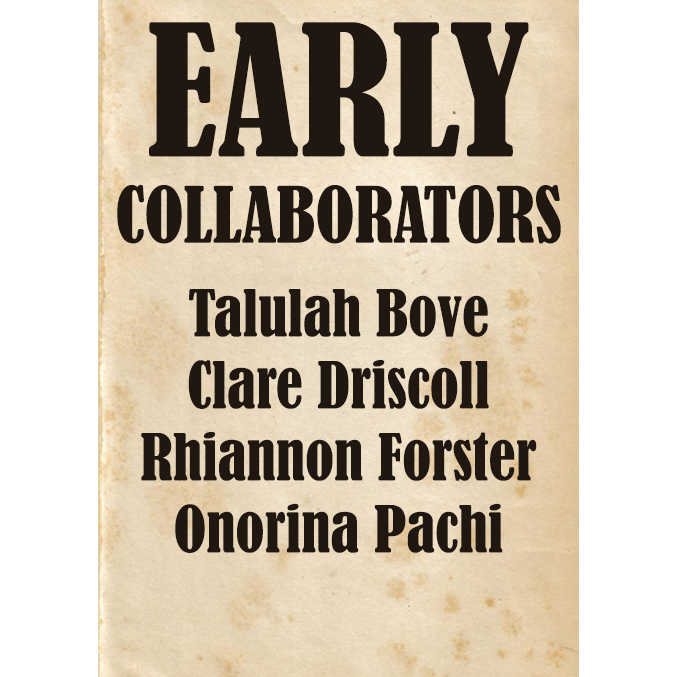 EARLY
COLLABORATORS
Talulah Bove
Clare Driscoll
Rhiannon Forster
Onorina Pachi